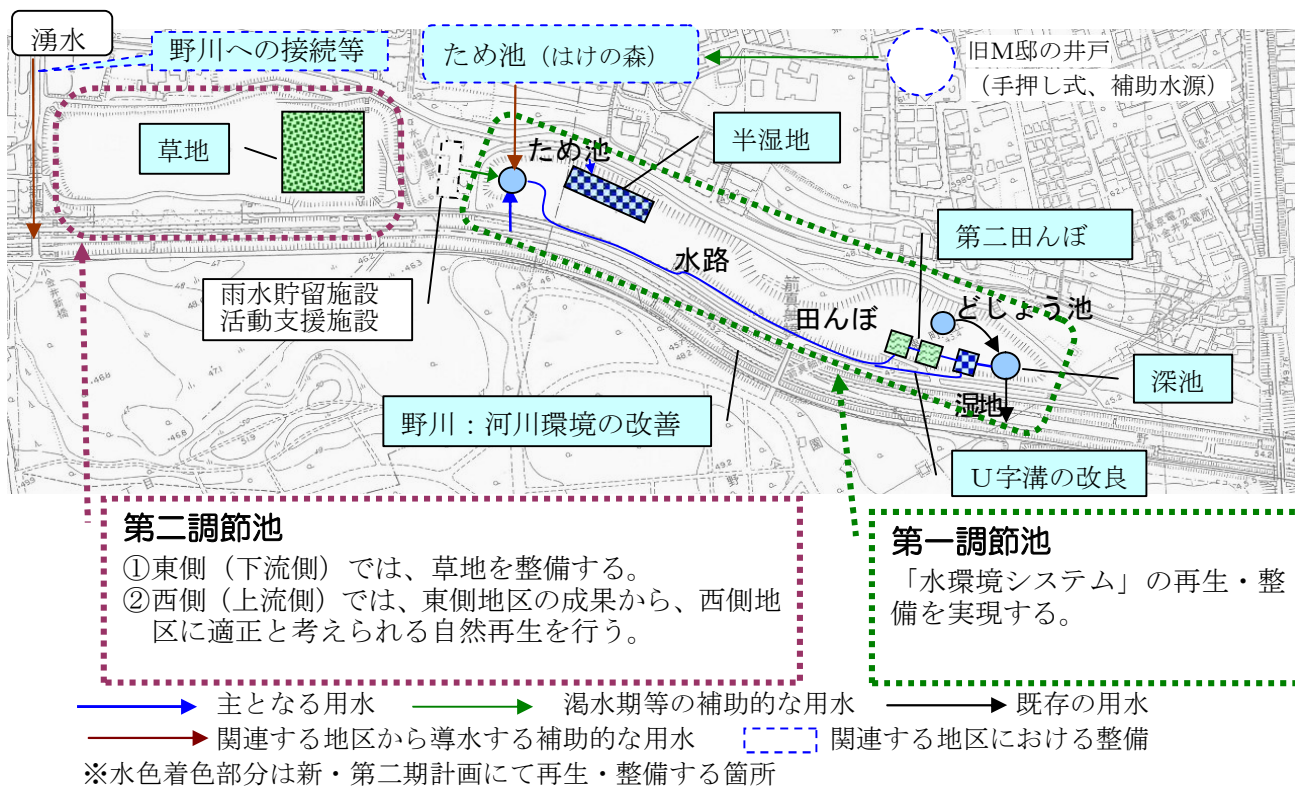 湧水
野川への接続等
ため池（はけの森）
旧M邸の井戸
（手押し式、補助水源）
草地
ため池
半湿地
第二田んぼ
雨水貯留施設
活動支援施設
水路
田んぼ
どじょう池
深池
湿地
野川：河川環境の改善
U字溝の改良
小金井新橋
第二調節池
①東側（下流側）では、草地を整備する。
②西側（上流側）では、東側地区の成果から、西側地
区に適正と考えられる自然再生を行う。
第一調節池
「水環境システム」の再生・整
備を実現する。
主となる用水
渇水期等の補助的な用水
既存の用水
関連する地区から導水する補助的な用水
関連する地区における整備
※水色着色部分は新・第二期計画にて再生・整備する箇所